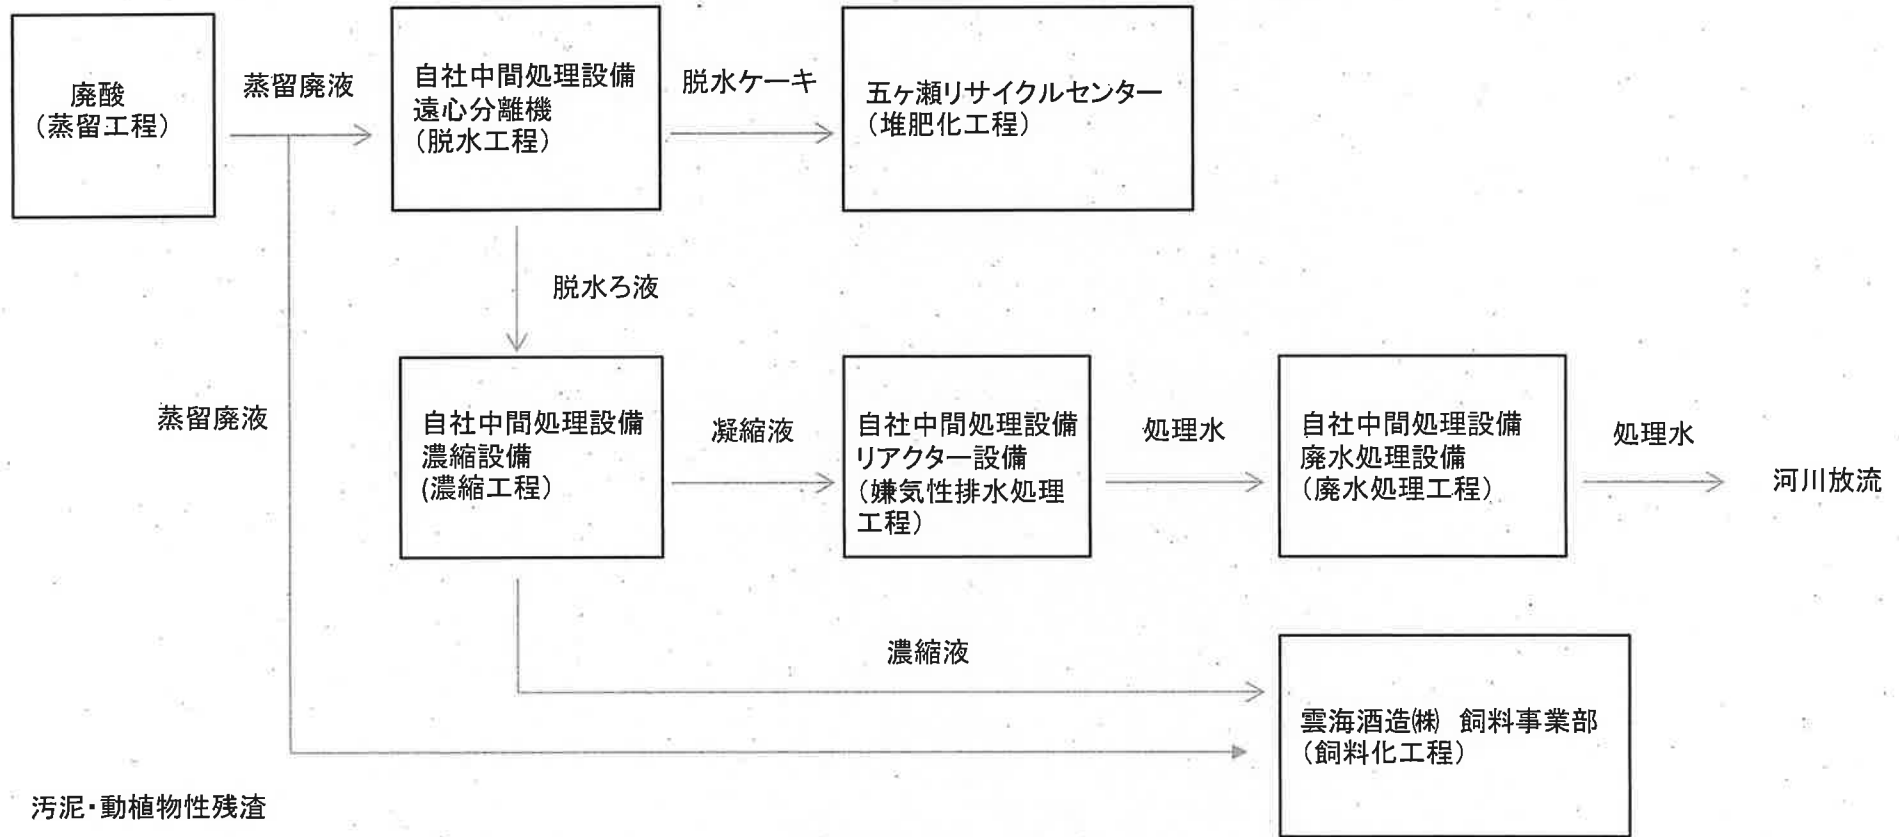 廃酸
(蒸留工程)
蒸留廃液
自社中間処理設備
遠心分離機
(脱水工程)
脱水ケーキ
五ヶ瀬リサイクルセンター
(堆肥化工程)
脱水ろ液
蒸留廃液
自社中間処理設備
濃縮設備
(濃縮工程)
凝縮液
自社中間処理設備
リアクター設備
(嫌気性排水処理
工程)
処理水
自社中間処理設備
廃水処理設備
(廃水処理工程)
処理水
河川放流
濃縮液
雲海酒造㈱ 飼料事業部
(飼料化工程)
汚泥・動植物性残渣